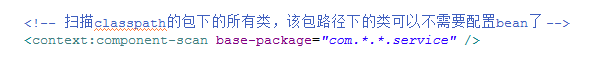 <!-- 扫描classpath的包下的所有类，该包路径下的类可以不需要配置bean了 -->
<context:component-scan base-package="com.*.*.service" />